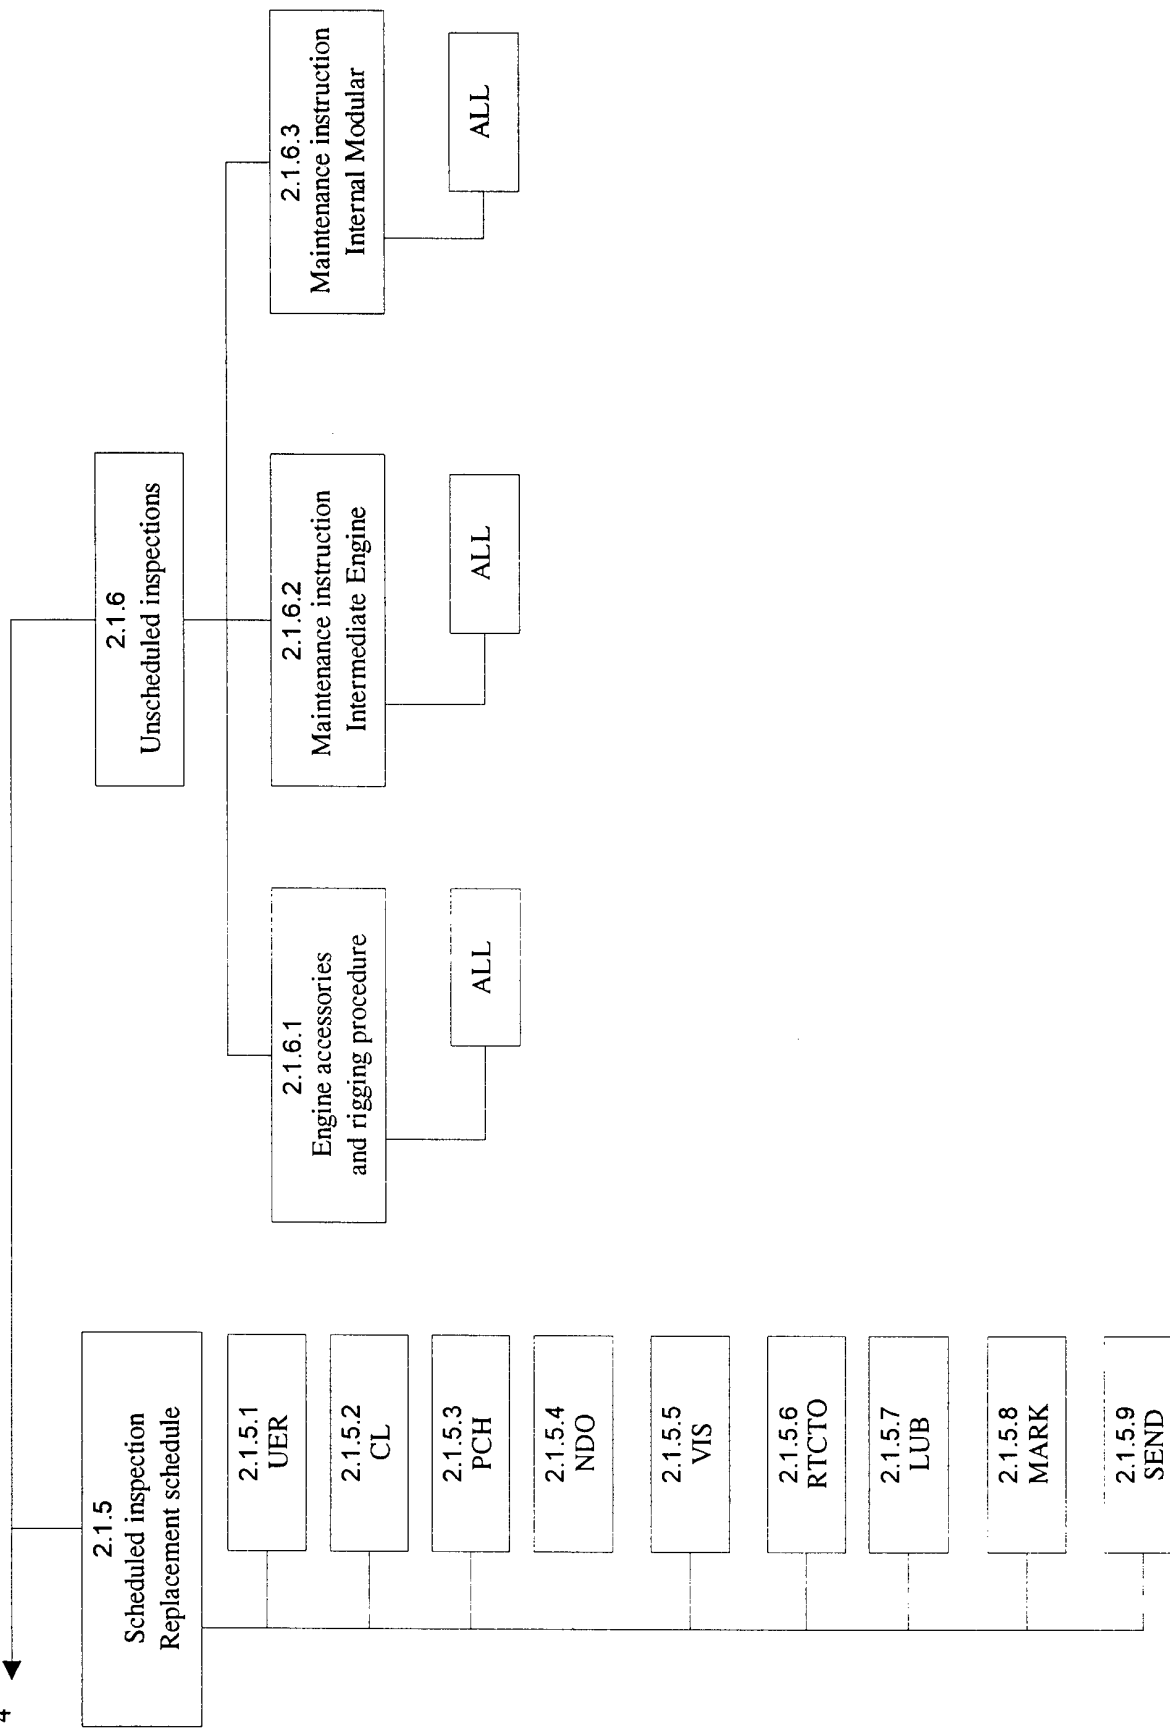 4
2.1.5
Scheduled inspection
Replacement schedule
2.1.5.1
UER
2.1.5.2
CL
2.1.5.3
PCH
2.1.5.4
NDO
2.1.5.5
VIS
2.1.5.6
RTCTO
2.1.5.7
LUB
2.1.5.8
MARK
2.1.5.9
SEND
2.1.6
Unscheduled inspections
2.1.6.1
Engine accessories
and rigging procedure
ALL
2.1.6.2
Maintenance instruction
Intermediate Engine
ALL
2.1.6.3
Maintenance instruction
Internal Modular
ALL